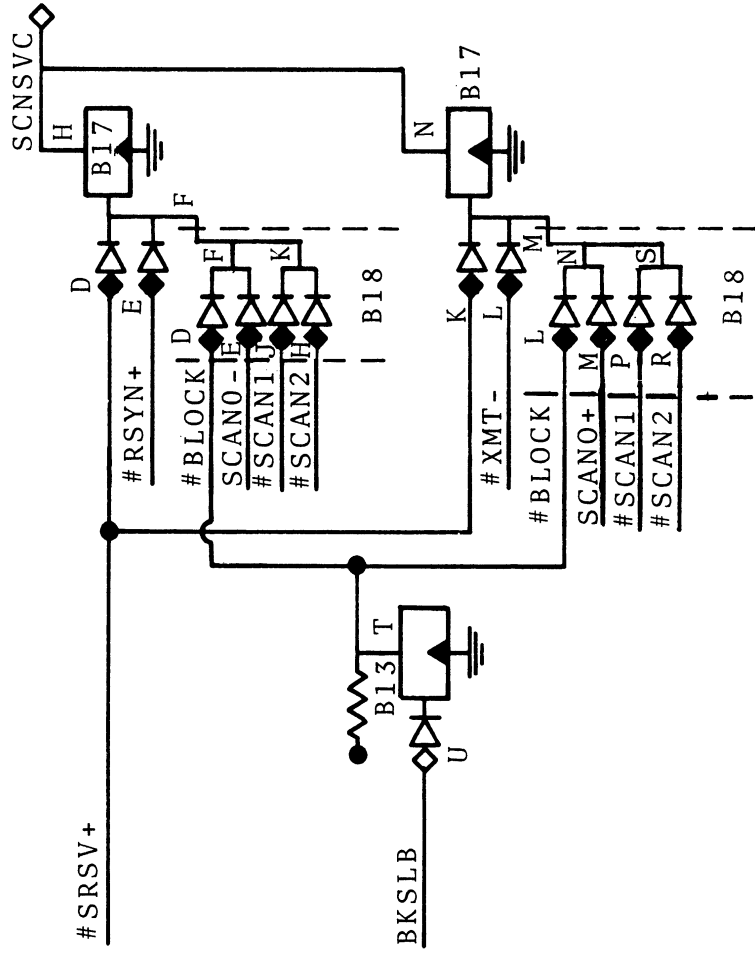 SCNSVC
H
B17
F
D
E
#RSYN+
F
K
D
E
J
H
B18
#BLOCK
SCAN0-
#SCAN1
#SCAN2
N
B17
M
K
L
#XMT-
N
S
L
M
P
R
B18
#BLOCK
SCAN0+
#SCAN1
#SCAN2
T
B13
U
#SRSV+
BKSLB